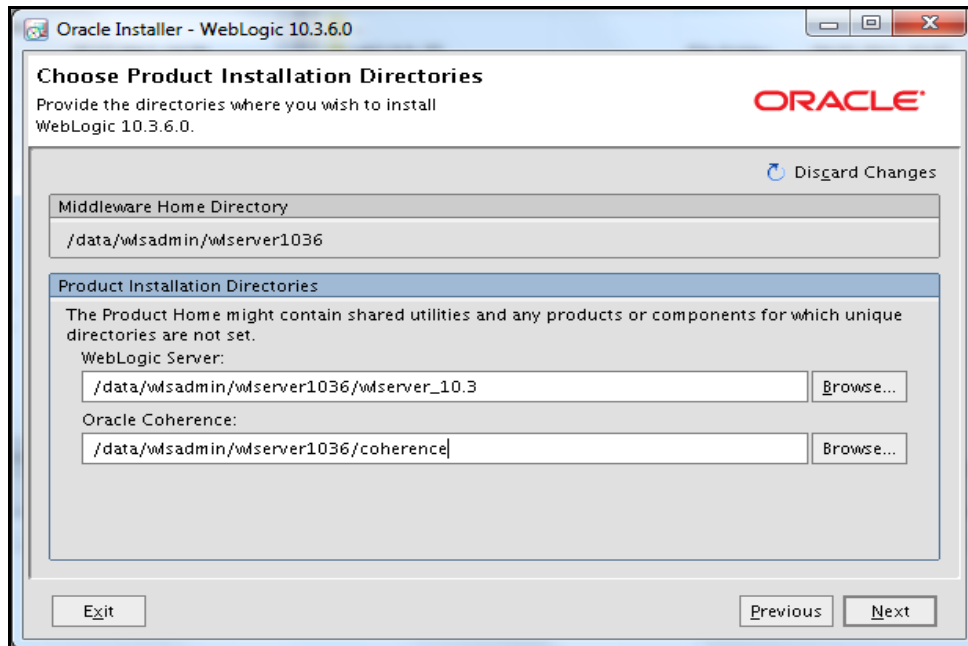 Oracle Installer - WebLogic 10.3.6.0
Choose Product Installation Directories
Provide the directories where you wish to install
WebLogic 10.3.6.0.
ORACLE
Discard Changes
Middleware Home Directory
/data/wlsadmin/wlserver1036
Product Installation Directories
The Product Home might contain shared utilities and any products or components for which unique
directories are not set.
WebLogic Server:
/data/wlsadmin/wlserver1036/wlserver_10.3
Browse...
Oracle Coherence:
/data/wlsadmin/wlserver1036/coherence
Browse...
Exit
Previous
Next